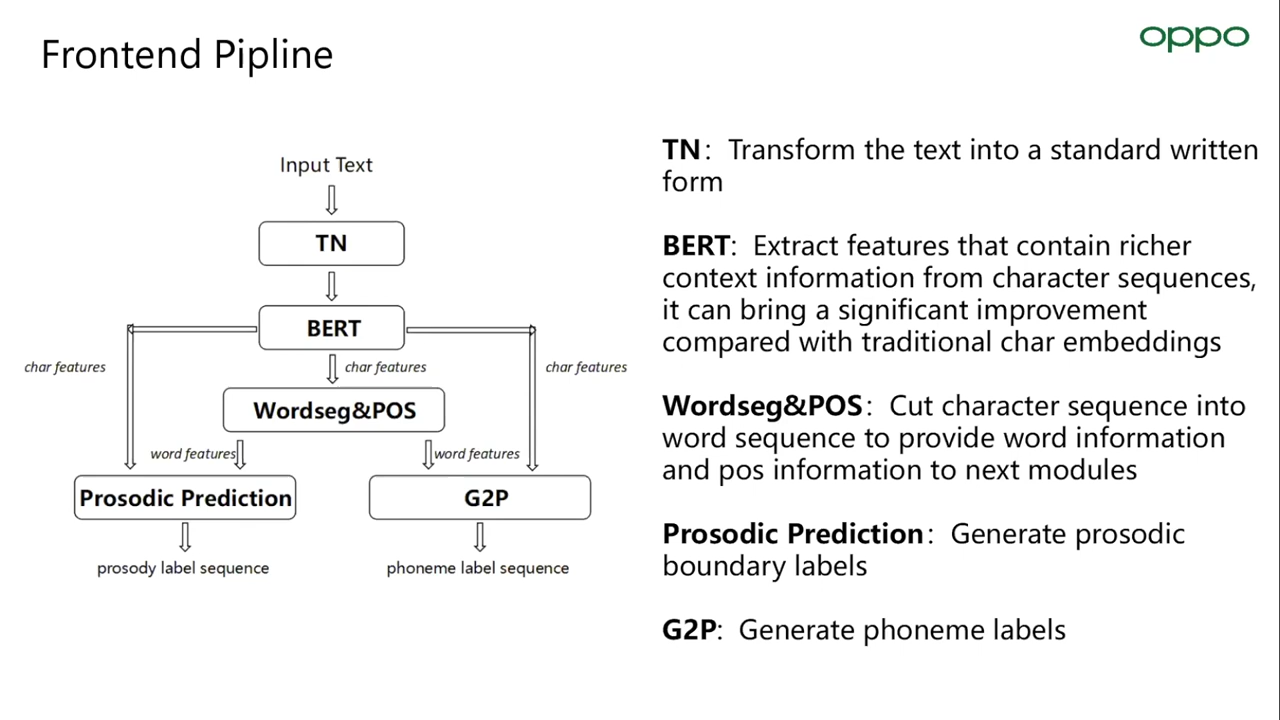 Frontend Pipline
oppo
Input Text
TN
BERT
char features
char features
char features
Wordseg&POS
word features
word features
Prosodic Prediction
G2P
prosody label sequence
phoneme label sequence
TN: Transform the text into a standard written
form
BERT: Extract features that contain richer
context information from character sequences,
it can bring a significant improvement
compared with traditional char embeddings
Wordseg&POS: Cut character sequence into
word sequence to provide word information
and pos information to next modules
Prosodic Prediction: Generate prosodic
boundary labels
G2P: Generate phoneme labels